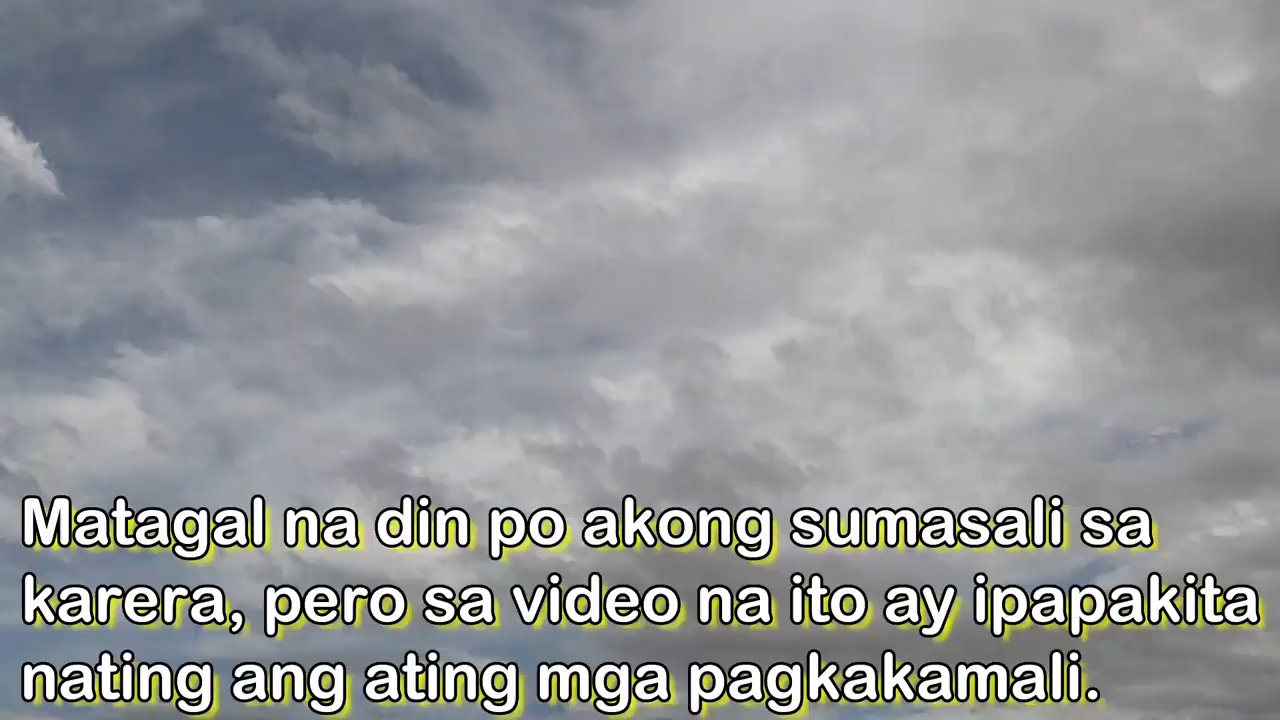 Matagal na din po akong sumasali sa
karera, pero sa video na ito ay ipapakita
nating ang ating mga pagkakamali.